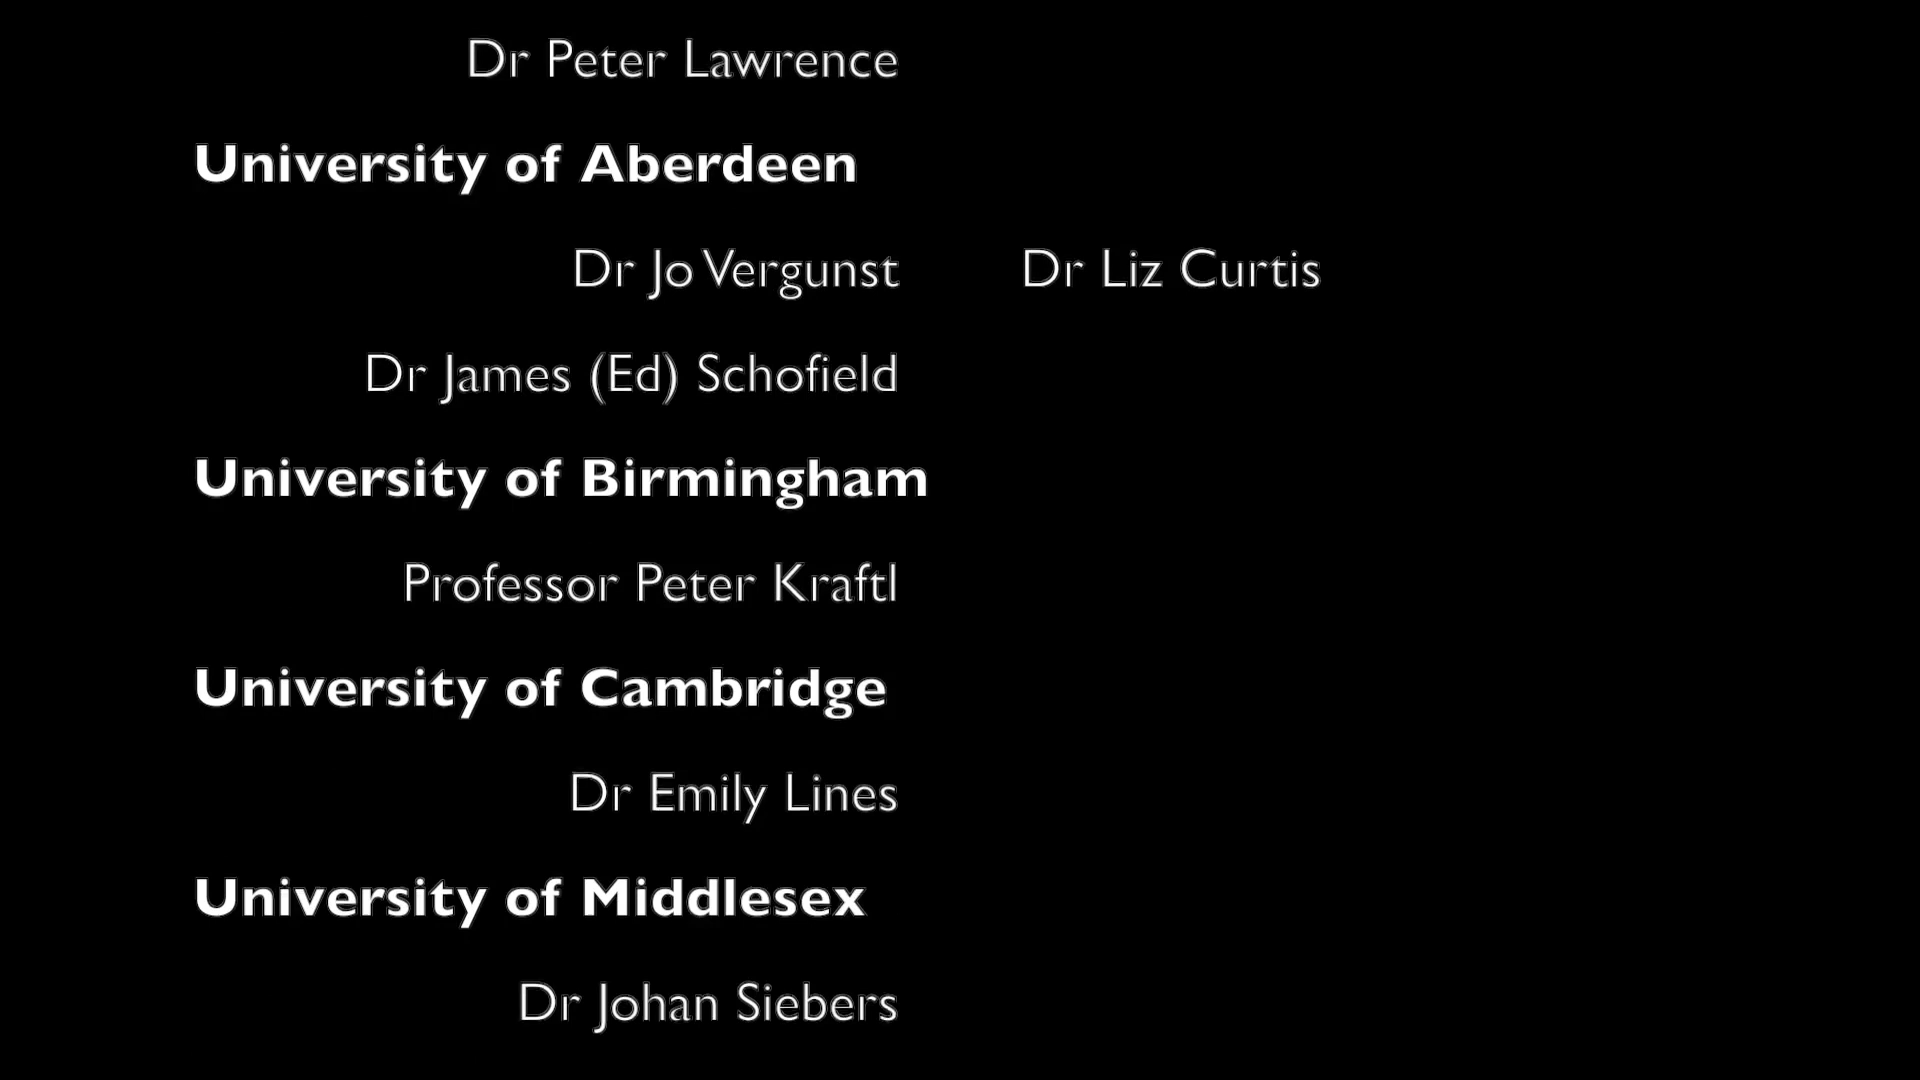 Dr Peter Lawrence
University of Aberdeen
Dr Jo Vergunst Dr Liz Curtis
Dr James (Ed) Schofield
University of Birmingham
Professor Peter Kraftl
University of Cambridge
Dr Emily Lines
University of Middlesex
Dr Johan Siebers